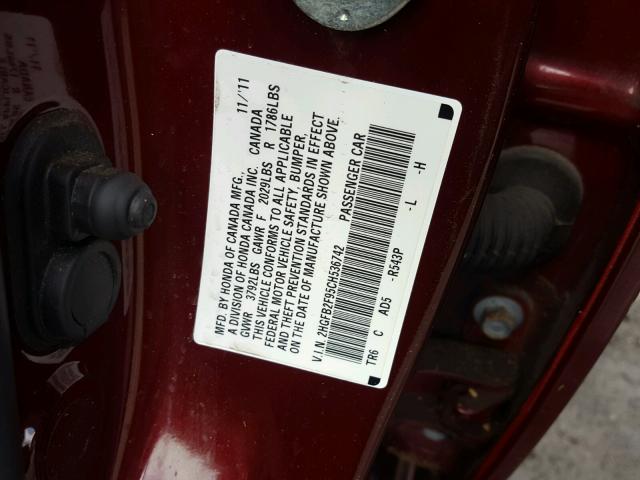 MFD. BY HONDA OF CANADA MFG. 11/'11
A DIVISION OF HONDA CANADA INC. CANADA
GVWR 3792LBS GAWR F 2029LBS R 1786LBS
THIS VEHICLE CONFORMS TO ALL APPLICABLE
FEDERAL MOTOR VEHICLE SAFETY, BUMPER,
AND THEFT PREVENTION STANDARDS IN EFFECT
ON THE DATE OF MANUFACTURE SHOWN ABOVE.
V.I.N. 2HGFB2F95CH536742 PASSENGER CAR
TR6 C AD5 -R543P -L -H